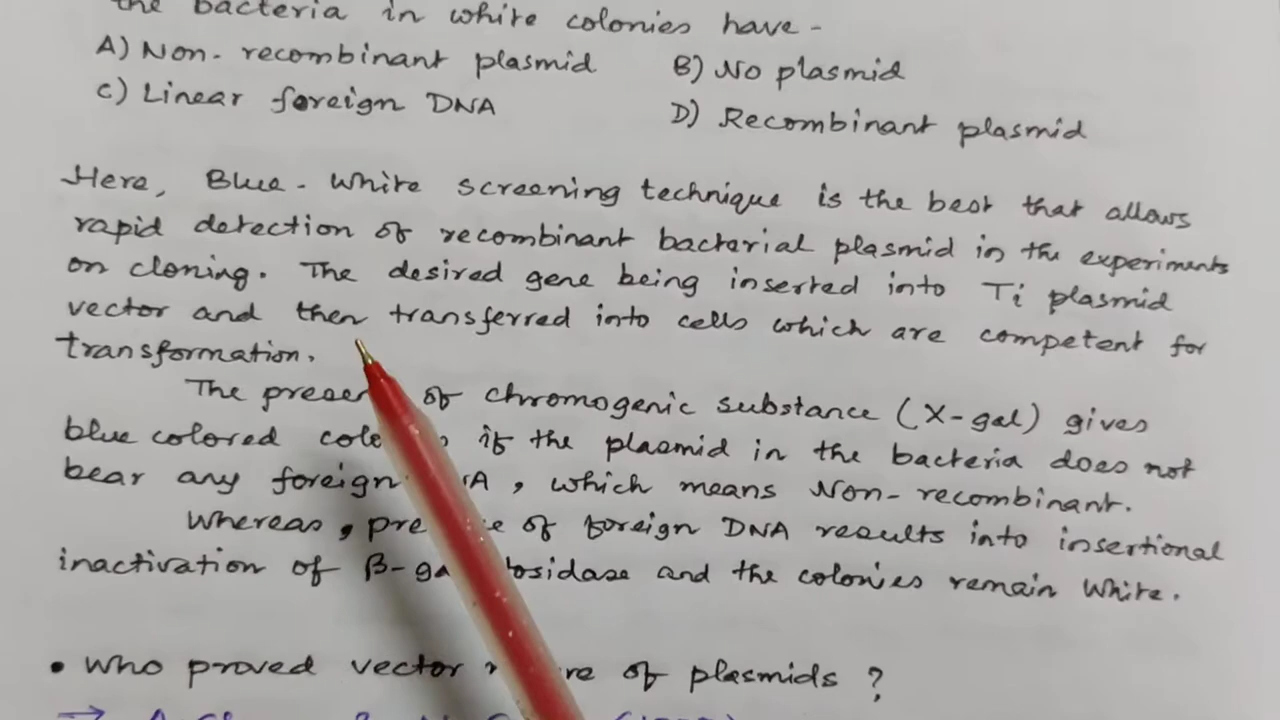 the bacteria in white colonies have -
A) Non-recombinant plasmid B) No plasmid
C) Linear foreign DNA D) Recombinant plasmid
Here, Blue-White screening technique is the best that allows
rapid detection of recombinant bacterial plasmid in the experiments
on cloning. The desired gene being inserted into Ti plasmid
vector and then transferred into cells which are competent for
transformation.
The of chromogenic substance (X-gal) gives
blue colored if the plasmid in the bacteria does not
bear any foreign , which means Non-recombinant.
Whereas, of foreign DNA results into insertional
inactivation of and the colonies remain White.
• Who proved vector of plasmids ?